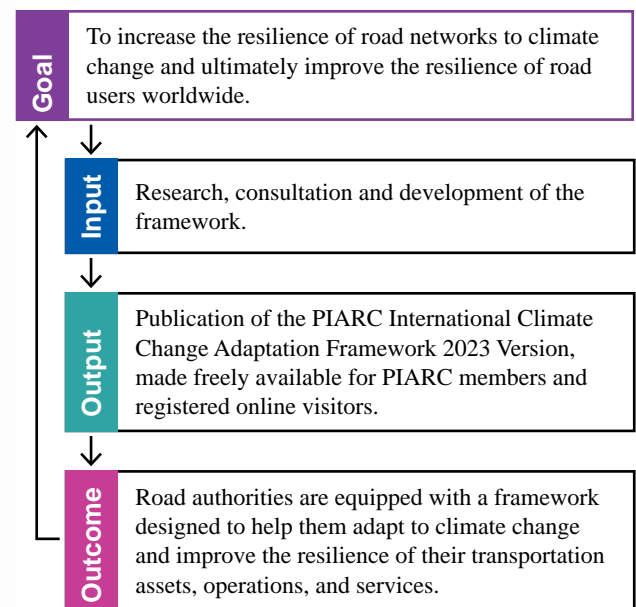 Goal
To increase the resilience of road networks to climate
change and ultimately improve the resilience of road
users worldwide.
Input
Research, consultation and development of the
framework.
Output
Publication of the PIARC International Climate
Change Adaptation Framework 2023 Version,
made freely available for PIARC members and
registered online visitors.
Outcome
Road authorities are equipped with a framework
designed to help them adapt to climate change
and improve the resilience of their transportation
assets, operations, and services.